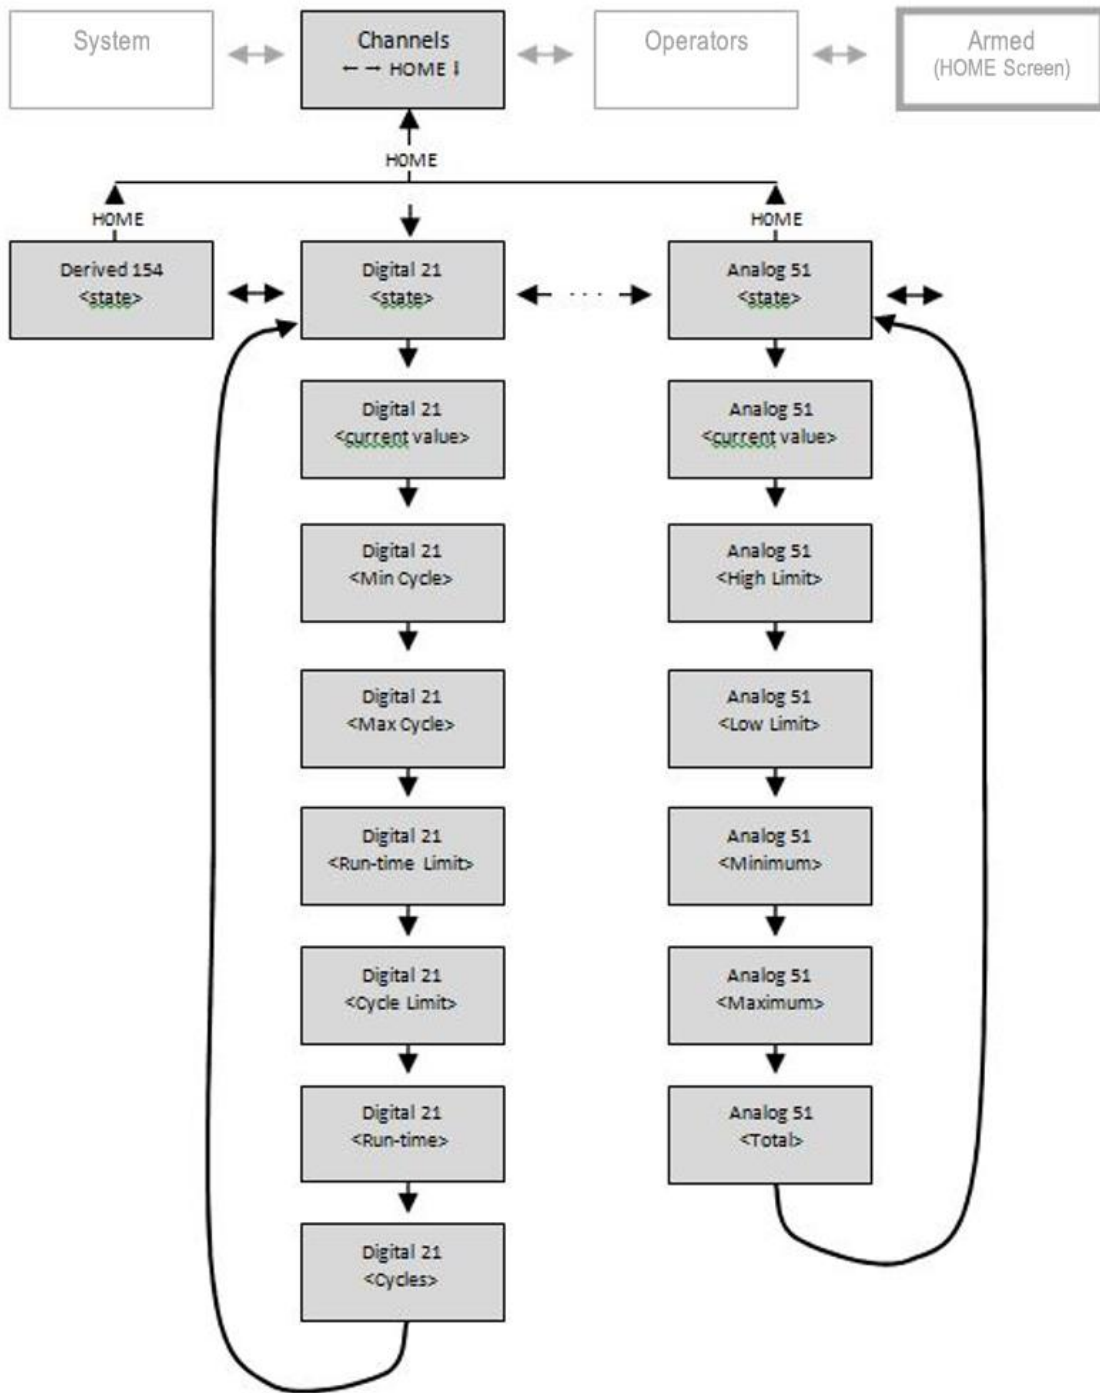 System
Channels
← → HOME ↓
Operators
Armed
(HOME Screen)
HOME
HOME
HOME
Derived 154
<state>
Digital 21
<state>
. . .
Analog 51
<state>
Digital 21
<current value>
Analog 51
<current value>
Digital 21
<Min Cycle>
Analog 51
<High Limit>
Digital 21
<Max Cycle>
Analog 51
<Low Limit>
Digital 21
<Run-time Limit>
Analog 51
<Minimum>
Digital 21
<Cycle Limit>
Analog 51
<Maximum>
Digital 21
<Run-time>
Analog 51
<Total>
Digital 21
<Cycles>